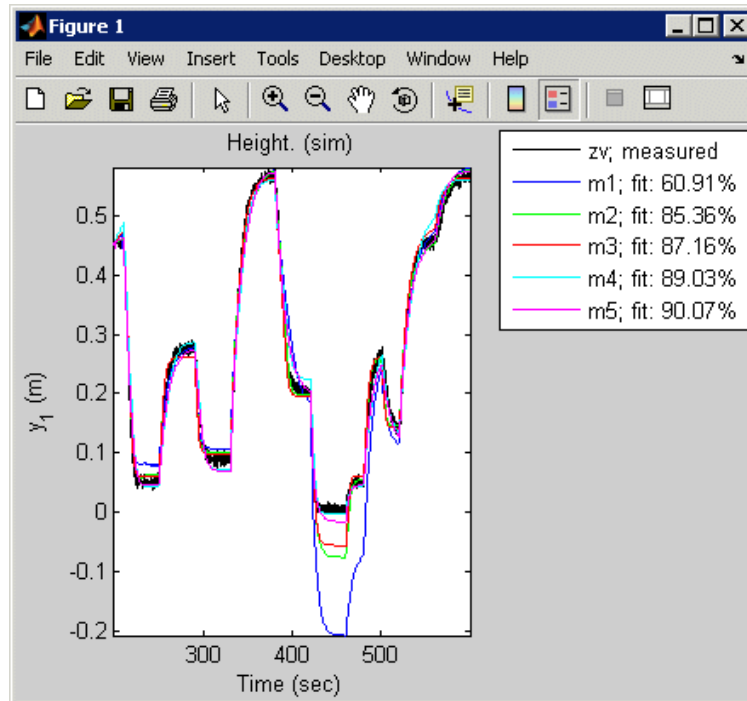 Figure 1
File Edit View Insert Tools Desktop Window Help
Height. (sim)
zv; measured
m1; fit: 60.91%
m2; fit: 85.36%
m3; fit: 87.16%
m4; fit: 89.03%
m5; fit: 90.07%
0.5
0.4
0.3
0.2
0.1
0
-0.1
-0.2
y1 (m)
300 400 500
Time (sec)